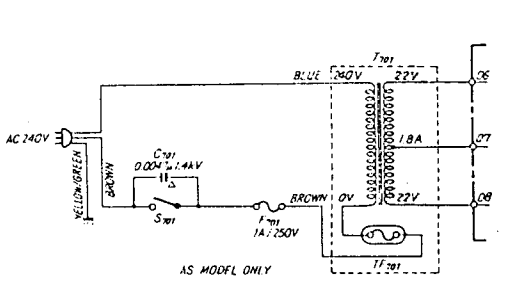 T701
BLUE
240V
22V
06
AC 240V
C701
0.0047 1.4kV
1.8A
07
YELLOW/GREEN
BROWN
S701
F701
1A/250V
BROWN
0V
22V
08
TF701
AS MODEL ONLY